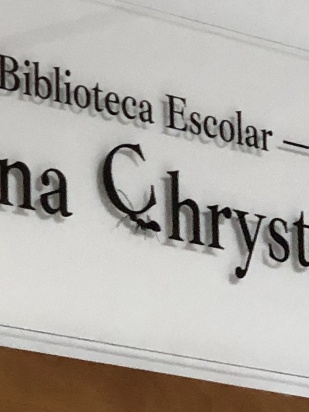 Biblioteca Escolar —
na Chryst